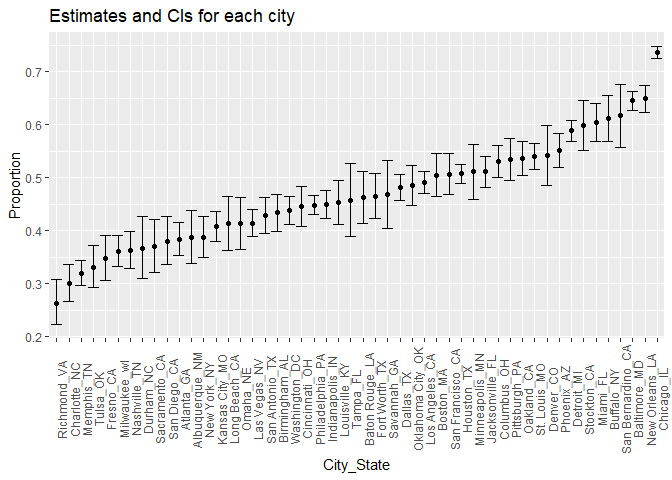 Estimates and CIs for each city
Proportion
0.7
0.6
0.5
0.4
0.3
0.2
Richmond_VA
Charlotte_NC
Memphis_TN
Tulsa_OK
Fresno_CA
Milwaukee_wI
Nashville_TN
Durham_NC
Sacramento_CA
San Diego_CA
Atlanta_GA
Albuquerque_NM
New York_NY
Kansas City_MO
Long Beach_CA
Omaha_NE
Las Vegas_NV
San Antonio_TX
Birmingham_AL
Washington_DC
Cincinnati_OH
Philadelphia_PA
Indianapolis_IN
Louisville_KY
Tampa_FL
Baton Rouge_LA
Fort Worth_TX
Savannah_GA
Dallas_TX
Oklahoma City_OK
Los Angeles_CA
Boston_MA
San Francisco_CA
Houston_TX
Minneapolis_MN
Jacksonville_FL
Columbus_OH
Pittsburgh_PA
Oakland_CA
St. Louis_MO
Denver_CO
Phoenix_AZ
Detroit_MI
Stockton_CA
Miami_FL
Buffalo_NY
San Bernardino_CA
Baltimore_MD
New Orleans_LA
Chicago_IL
City_State